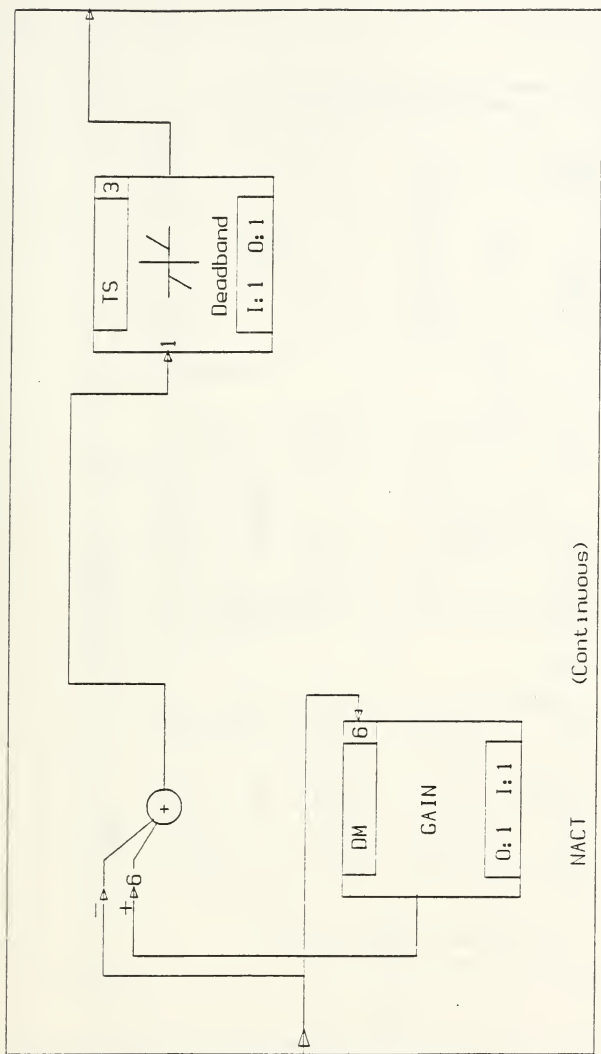 TS 3
1
Deadband
I: 1 O: 1
+
-
+ 6
DM 6
GAIN
O: 1 I: 1
NACT (Continuous)